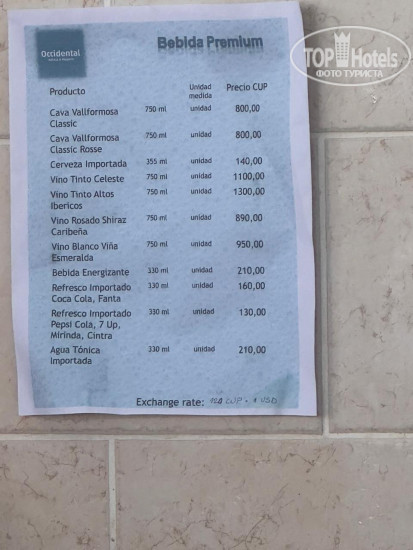 Occidental
Bebida Premium
Producto Unidad medida Precio CUP
Cava Vallformosa 750 ml unidad 800,00
Classic
Cava Vallformosa 750 ml unidad 800,00
Classic Rosse
Cerveza Importada 355 ml unidad 140,00
Vino Tinto Celeste 750 ml unidad 1100,00
Vino Tinto Altos 750 ml unidad 1300,00
Ibericos
Vino Rosado Shiraz 750 ml unidad 890,00
Caribeña
Vino Blanco Viña 750 ml unidad 950,00
Esmeralda
Bebida Energizante 330 ml unidad 210,00
Refresco Importado 330 ml unidad 160,00
Coca Cola, Fanta
Refresco Importado 330 ml unidad 130,00
Pepsi Cola, 7 Up,
Mirinda, Cintra
Agua Tónica 330 ml unidad 210,00
Importada
Exchange rate: CUP = 1 USD
TOP Hotels
ФОТО ТУРИСТА